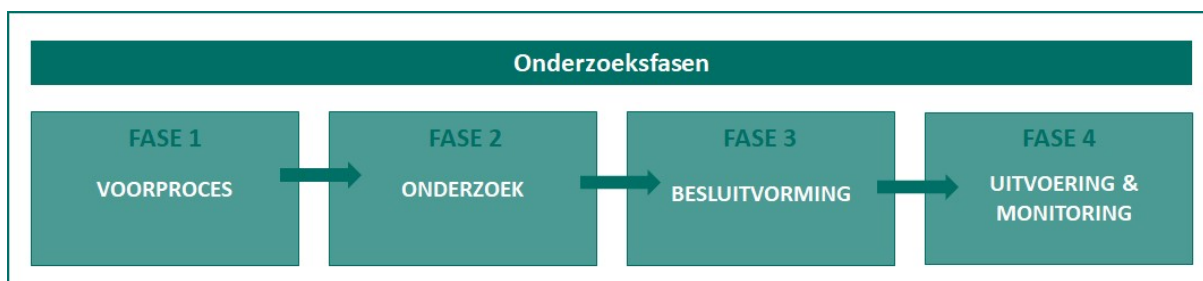 Onderzoeksfasen
FASE 1
VOORPROCES
FASE 2
ONDERZOEK
FASE 3
BESLUITVORMING
FASE 4
UITVOERING &
MONITORING